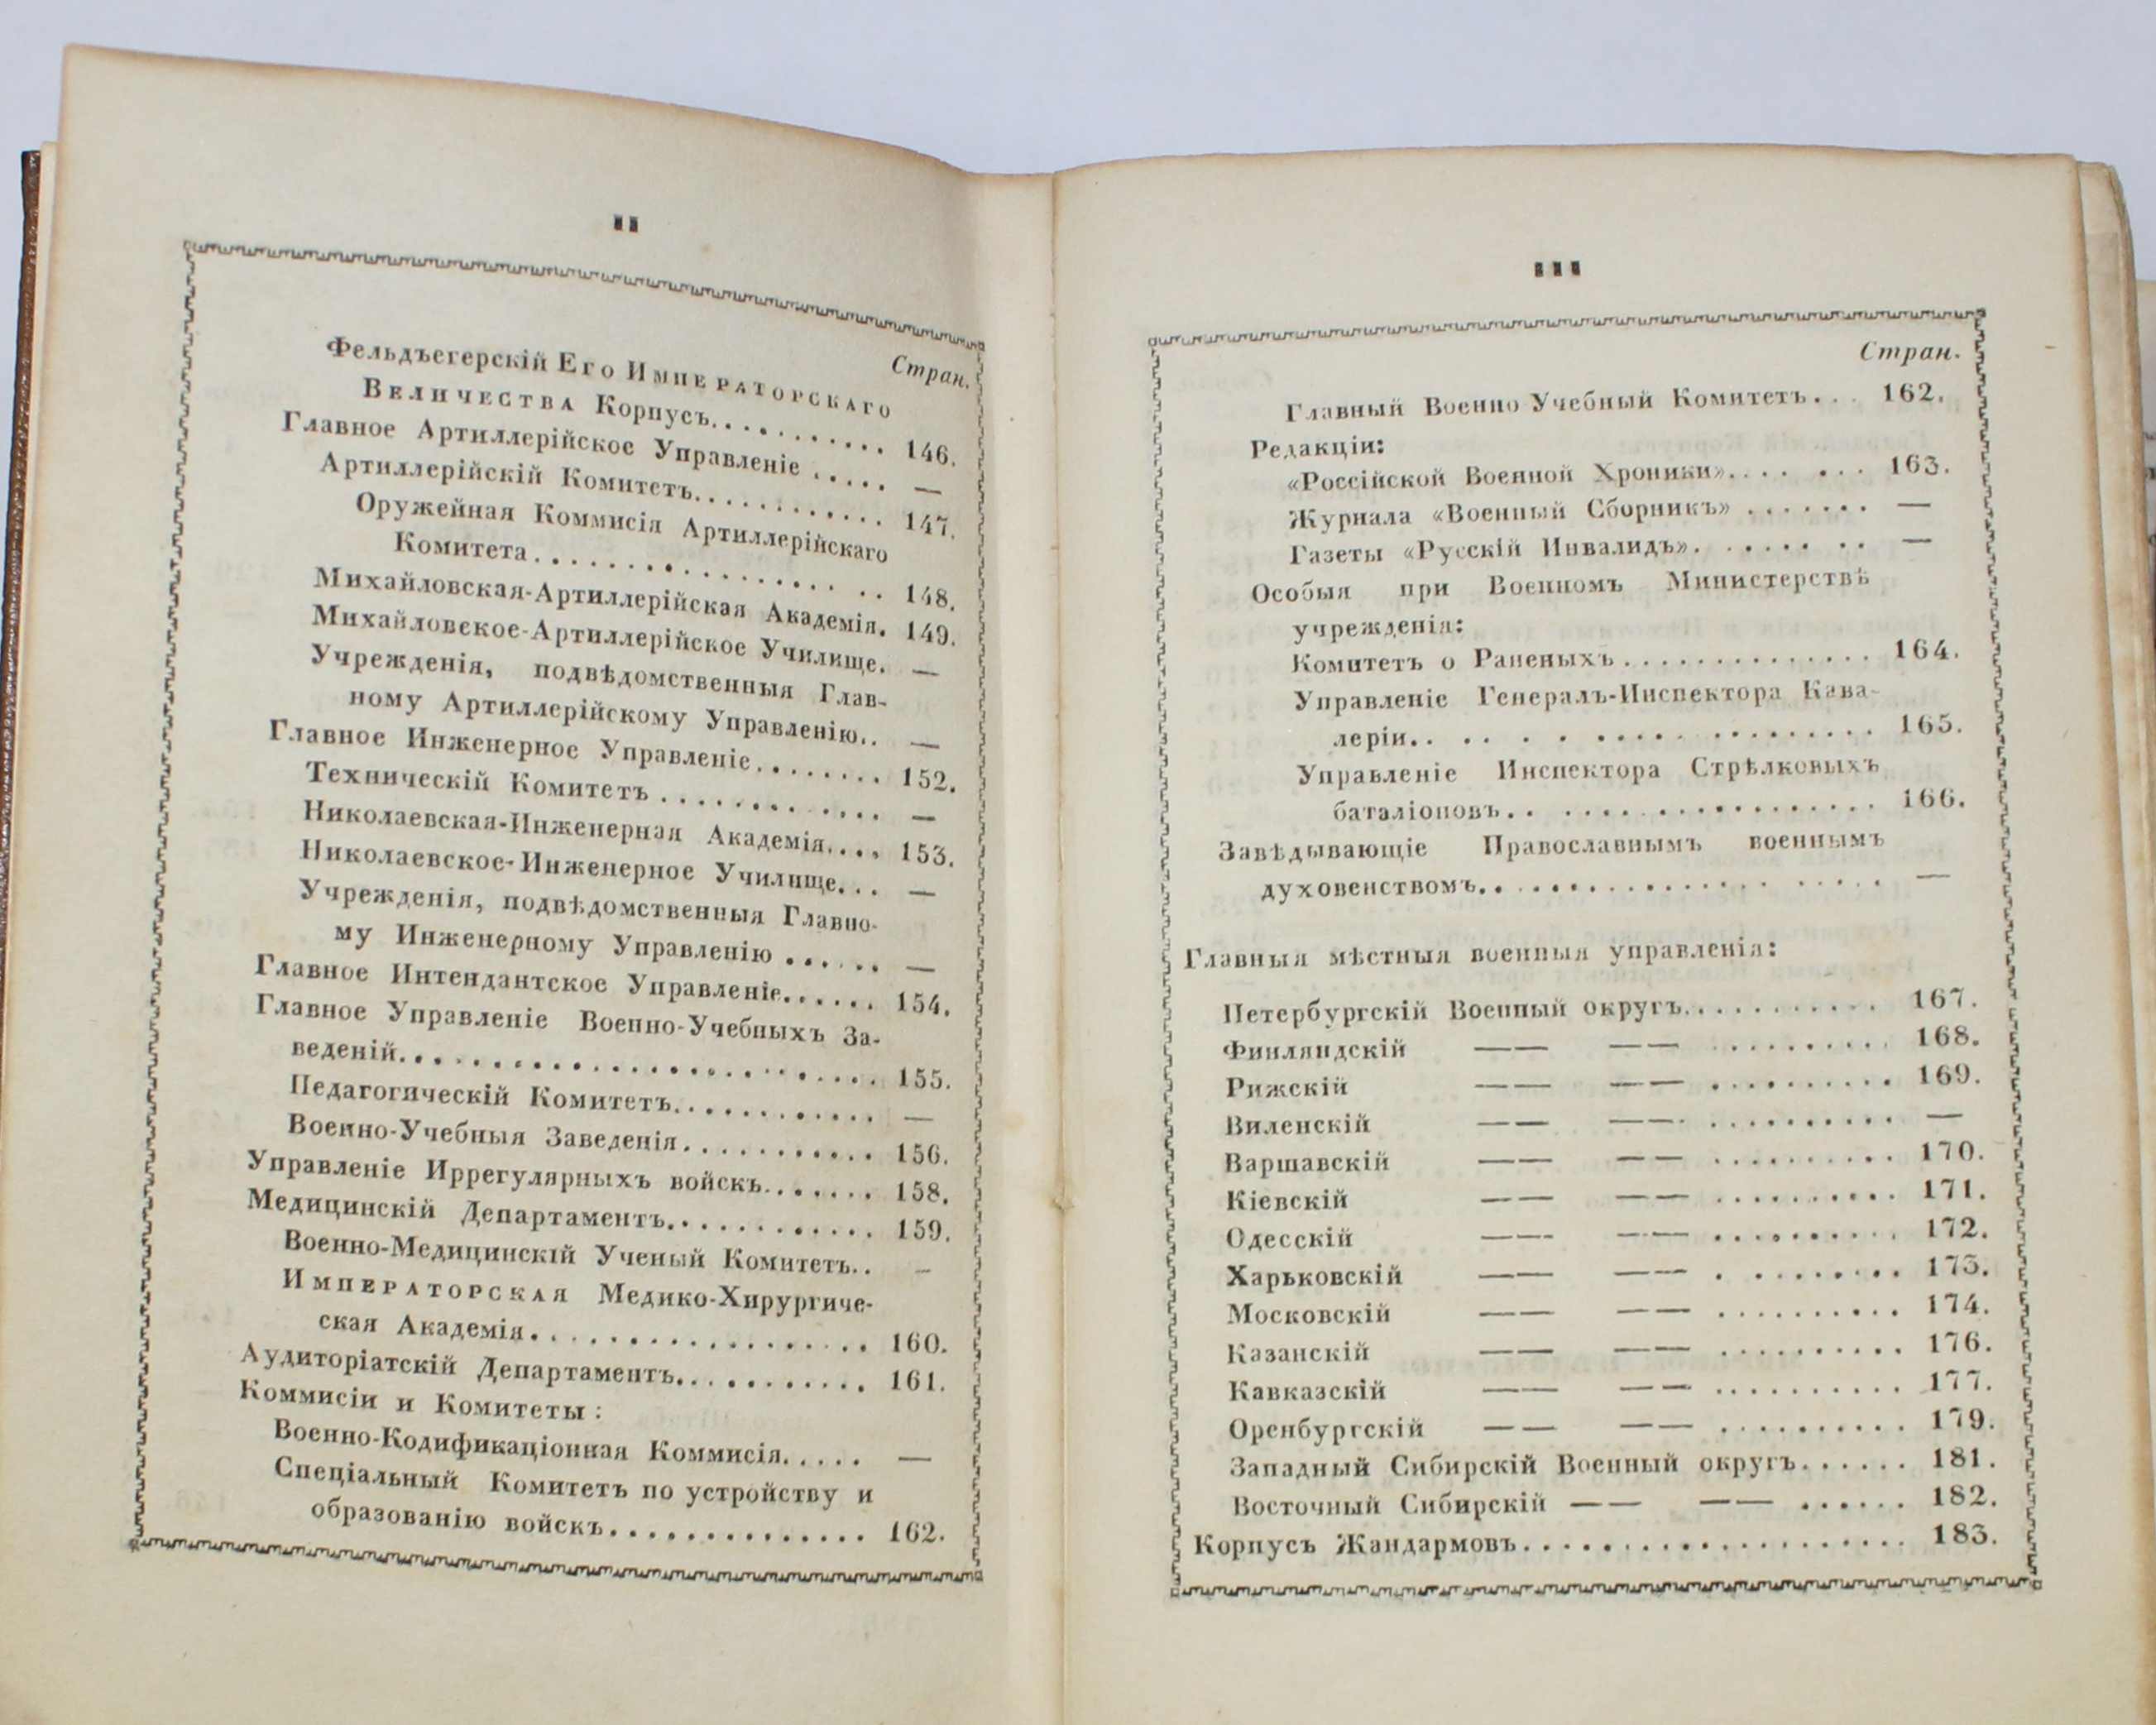 II
Стран.
Фельдъегерскій Его Императорскаго
Величества Корпусъ........... 146.
Главное Артиллерійское Управленіе ..... —
Артиллерійскій Комитетъ............ 147.
Оружейная Коммисія Артиллерійскаго
Комитета.................. 148.
Михайловская-Артиллерійская Академія. 149.
Михайловское-Артиллерійское Училище. —
Учрежденія, подвѣдомственныя Глав-
ному Артиллерійскому Управленію.. —
Главное Инженерное Управленіе........ 152.
Техническій Комитетъ ............ —
Николаевская-Инженерная Академія.... 153.
Николаевское-Инженерное Училище... —
Учрежденія, подвѣдомственныя Главно-
му Инженерному Управленію ...... —
Главное Интендантское Управленіе...... 154.
Главное Управленіе Военно-Учебныхъ За-
веденій.......................... 155.
Педагогическій Комитетъ............ —
Военно-Учебныя Заведенія........... 156.
Управленіе Иррегулярныхъ войскъ....... 158.
Медицинскій Департаментъ............ 159.
Военно-Медицинскій Ученый Комитетъ.. –
Императорская Медико-Хирургиче-
ская Академія.................. 160.
Аудиторіатскій Департаментъ........... 161.
Коммисіи и Комитеты:
Военно-Кодификаціонная Коммисія..... —
Спеціальный Комитетъ по устройству и
образованію войскъ.............. 162.
III
Стран.
Главный Военно Учебный Комитетъ... 162.
Редакціи:
«Россійской Военной Хроники»....... 163.
Журнала «Военный Сборникъ» ....... —
Газеты «Русскій Инвалидъ»........ —
Особыя при Военномъ Министерствѣ
учрежденія:
Комитетъ о Раненыхъ.............. 164.
Управленіе Генералъ-Инспектора Кава-
леріи.................... 165.
Управленіе Инспектора Стрѣлковыхъ
баталіоновъ.................... 166.
Завѣдывающіе Православнымъ военнымъ
духовенствомъ...................... —
Главныя мѣстныя военныя управленія:
Петербургскій Военный округъ........... 167.
Финляндскій —— —— .......... 168.
Рижскій —— —— .......... 169.
Виленскій —— —— .......... —
Варшавскій —— —— .......... 170.
Кіевскій —— —— .......... 171.
Одесскій —— —— .......... 172.
Харьковскій —— —— ......... 173.
Московскій —— —— .......... 174.
Казанскій —— —— .......... 176.
Кавказскій —— —— .......... 177.
Оренбургскій —— —— .......... 179.
Западный Сибирскій Военный округъ...... 181.
Восточный Сибирскій —— —— ...... 182.
Корпусъ Жандармовъ.................... 183.